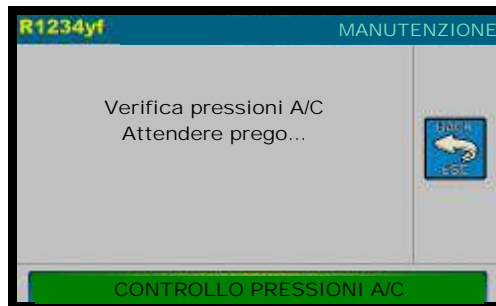 R1234yf
MANUTENZIONE
Verifica pressioni A/C
Attendere prego...
BACK
ESC
CONTROLLO PRESSIONI A/C